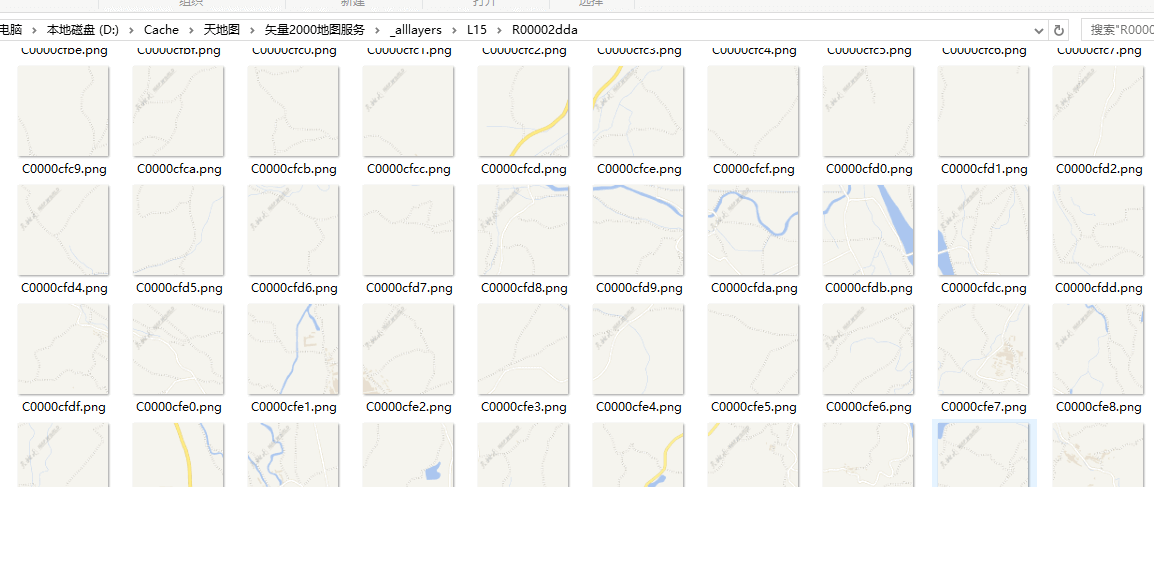 组织 新建 打开 选择
电脑 › 本地磁盘 (D:) › Cache › 天地图 › 矢量2000地图服务 › _alllayers › L15 › R00002dda 搜索"R0000
C0000cfbe.png C0000cfbf.png C0000cfc0.png C0000cfc1.png C0000cfc2.png C0000cfc3.png C0000cfc4.png C0000cfc5.png C0000cfc6.png C0000cfc7.png
C0000cfc9.png C0000cfca.png C0000cfcb.png C0000cfcc.png C0000cfcd.png C0000cfce.png C0000cfcf.png C0000cfd0.png C0000cfd1.png C0000cfd2.png
C0000cfd4.png C0000cfd5.png C0000cfd6.png C0000cfd7.png C0000cfd8.png C0000cfd9.png C0000cfda.png C0000cfdb.png C0000cfdc.png C0000cfdd.png
C0000cfdf.png C0000cfe0.png C0000cfe1.png C0000cfe2.png C0000cfe3.png C0000cfe4.png C0000cfe5.png C0000cfe6.png C0000cfe7.png C0000cfe8.png